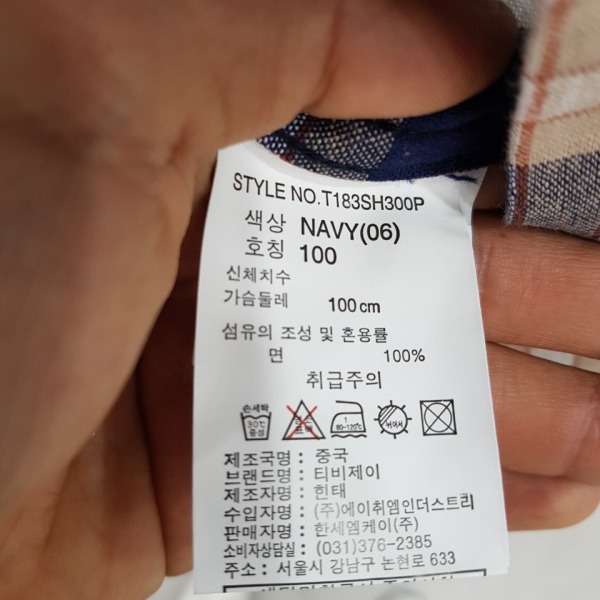 STYLE NO.T183SH300P
색상 NAVY(06)
호칭 100
신체치수
가슴둘레 100cm
섬유의 조성 및 혼용률
면 100%
취급주의
손세탁
30℃
중성
1
80-120℃
뉘어서
제조국명 : 중국
브랜드명 : 티비제이
제조자명 : 힌태
수입자명 : (주)에이취엠인더스트리
판매자명 : 한세엠케이(주)
소비자상담실 : (031)376-2385
주소 : 서울시 강남구 논현로 633